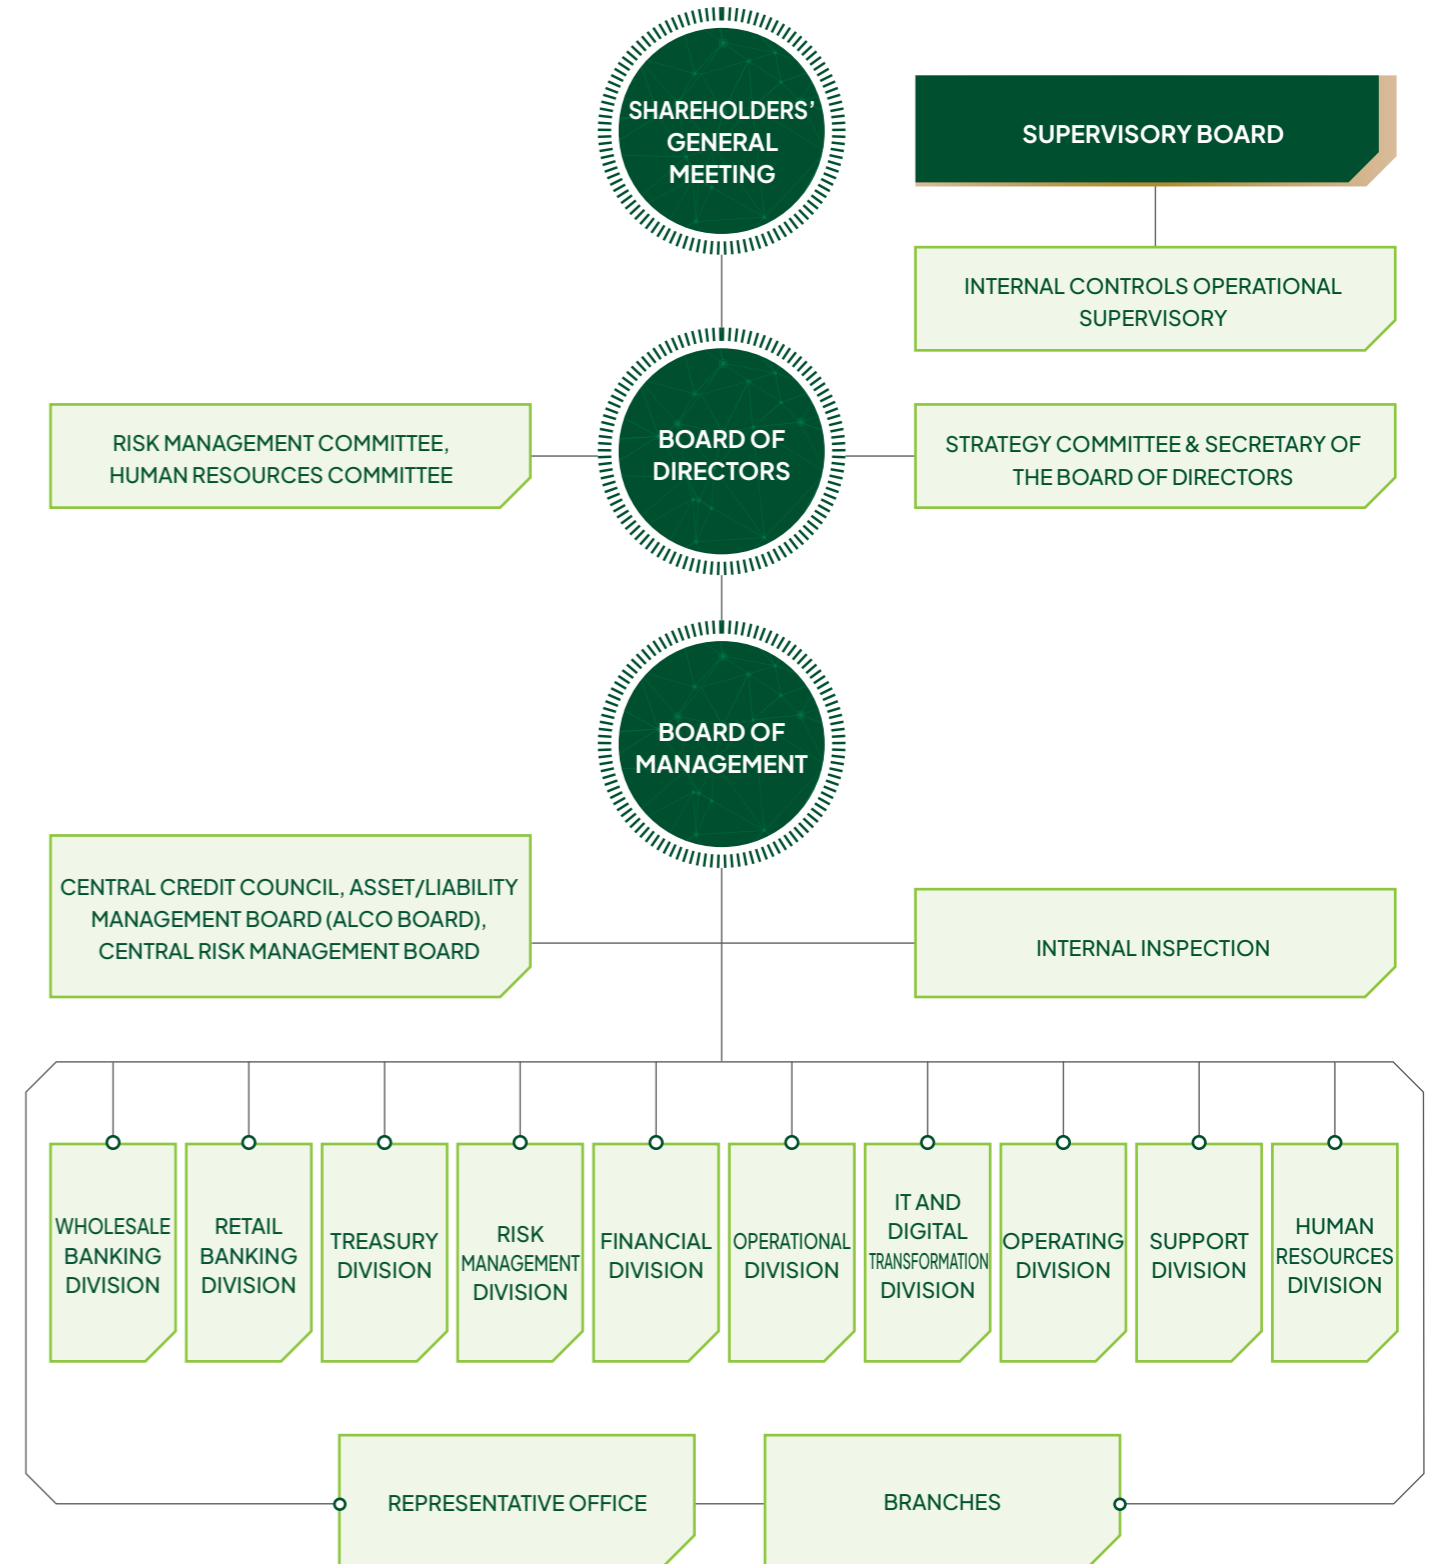 SHAREHOLDERS’
GENERAL
MEETING
SUPERVISORY BOARD
INTERNAL CONTROLS OPERATIONAL
SUPERVISORY
RISK MANAGEMENT COMMITTEE,
HUMAN RESOURCES COMMITTEE
BOARD OF
DIRECTORS
STRATEGY COMMITTEE & SECRETARY OF
THE BOARD OF DIRECTORS
BOARD OF
MANAGEMENT
CENTRAL CREDIT COUNCIL, ASSET/LIABILITY
MANAGEMENT BOARD (ALCO BOARD),
CENTRAL RISK MANAGEMENT BOARD
INTERNAL INSPECTION
WHOLESALE
BANKING
DIVISION
RETAIL
BANKING
DIVISION
TREASURY
DIVISION
RISK
MANAGEMENT
DIVISION
FINANCIAL
DIVISION
OPERATIONAL
DIVISION
IT AND
DIGITAL
TRANSFORMATION
DIVISION
OPERATING
DIVISION
SUPPORT
DIVISION
HUMAN
RESOURCES
DIVISION
REPRESENTATIVE OFFICE
BRANCHES